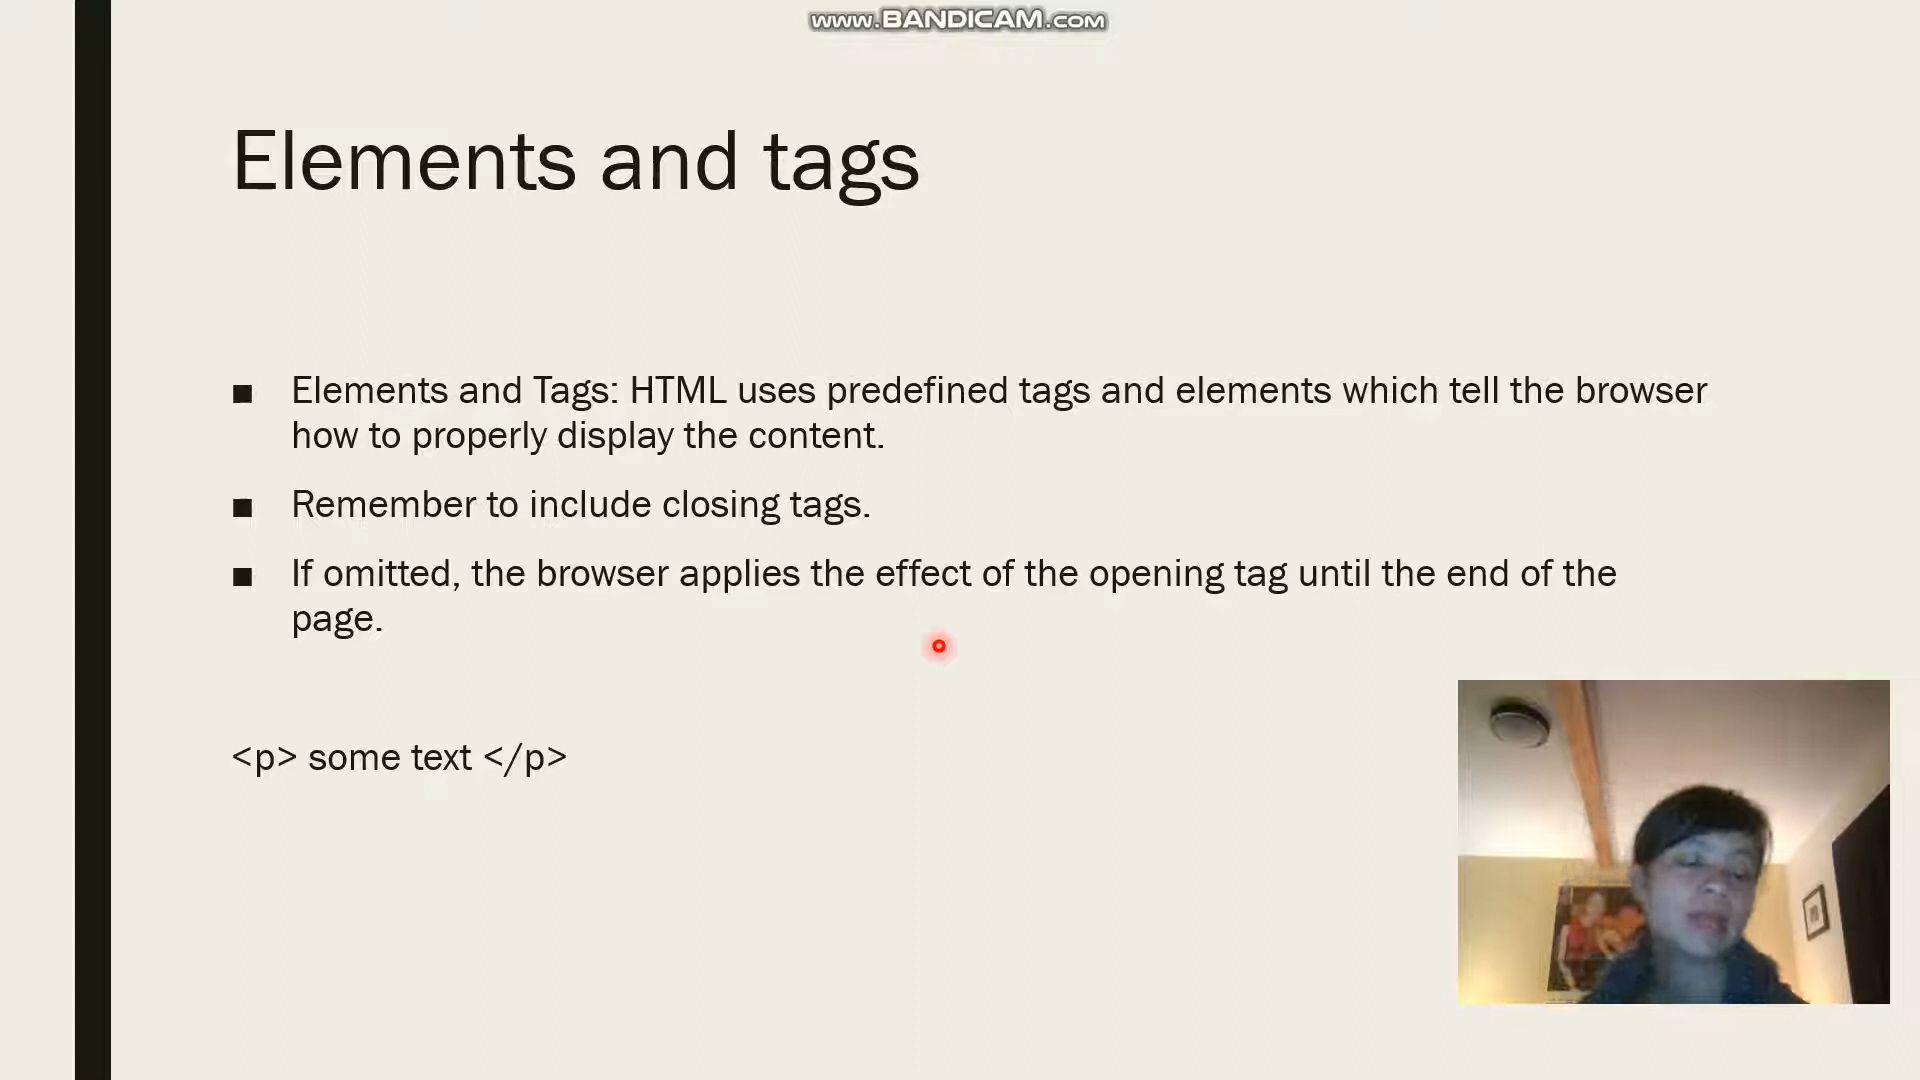 www.BANDICAM.com
Elements and tags
■ Elements and Tags: HTML uses predefined tags and elements which tell the browser
how to properly display the content.
■ Remember to include closing tags.
■ If omitted, the browser applies the effect of the opening tag until the end of the
page.
<p> some text </p>